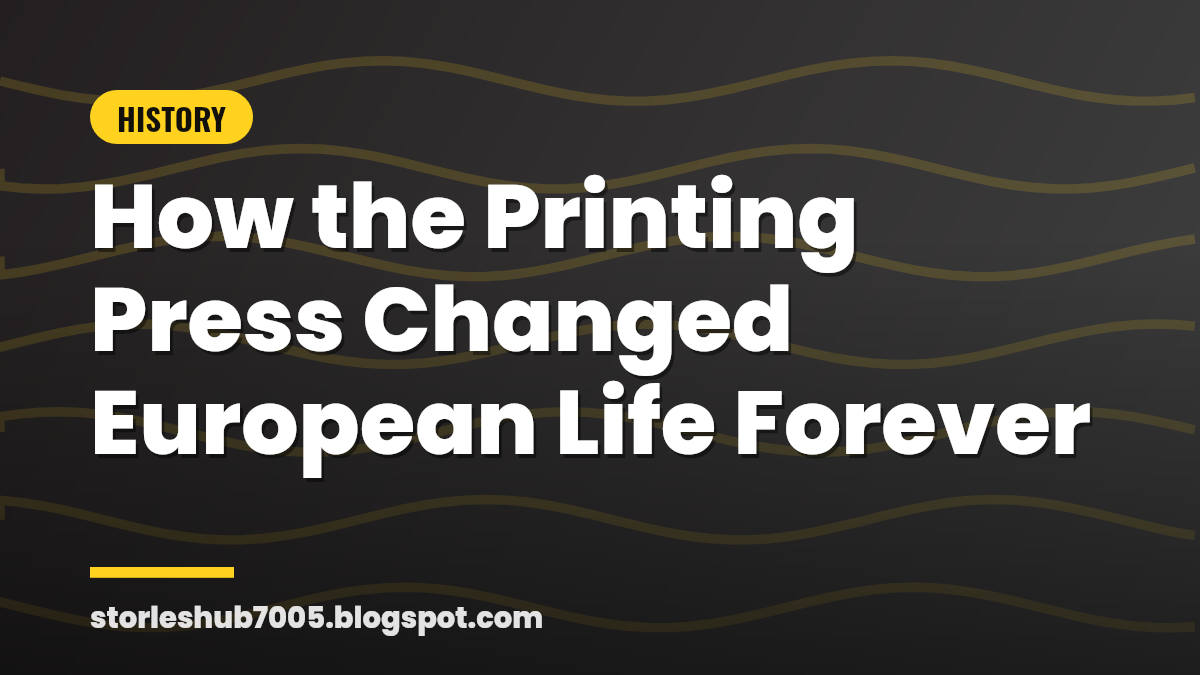 HISTORY
How the Printing
Press Changed
European Life Forever
storleshub7005.blogspot.com